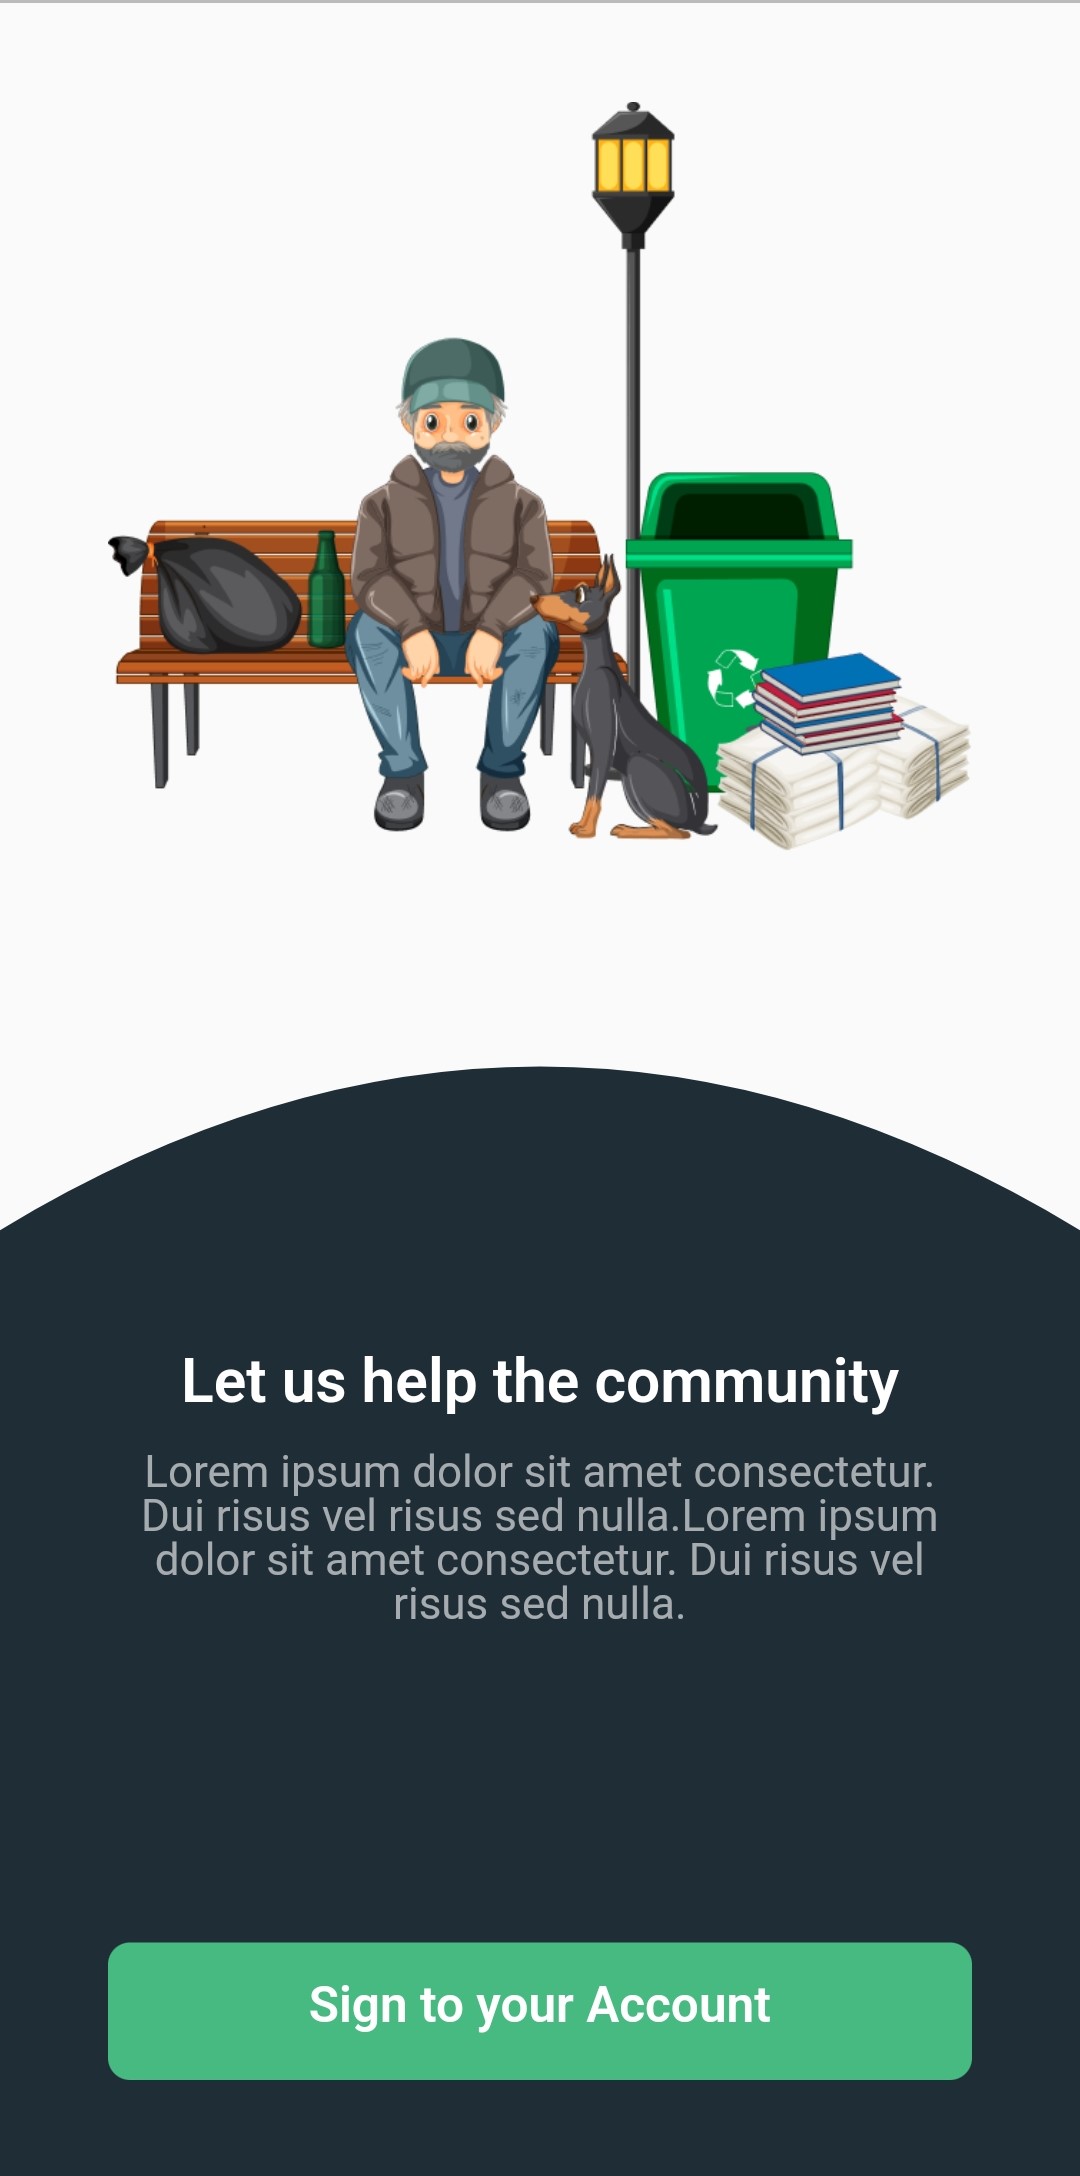 Let us help the community
Lorem ipsum dolor sit amet consectetur.
Dui risus vel risus sed nulla.Lorem ipsum
dolor sit amet consectetur. Dui risus vel
risus sed nulla.
Sign to your Account